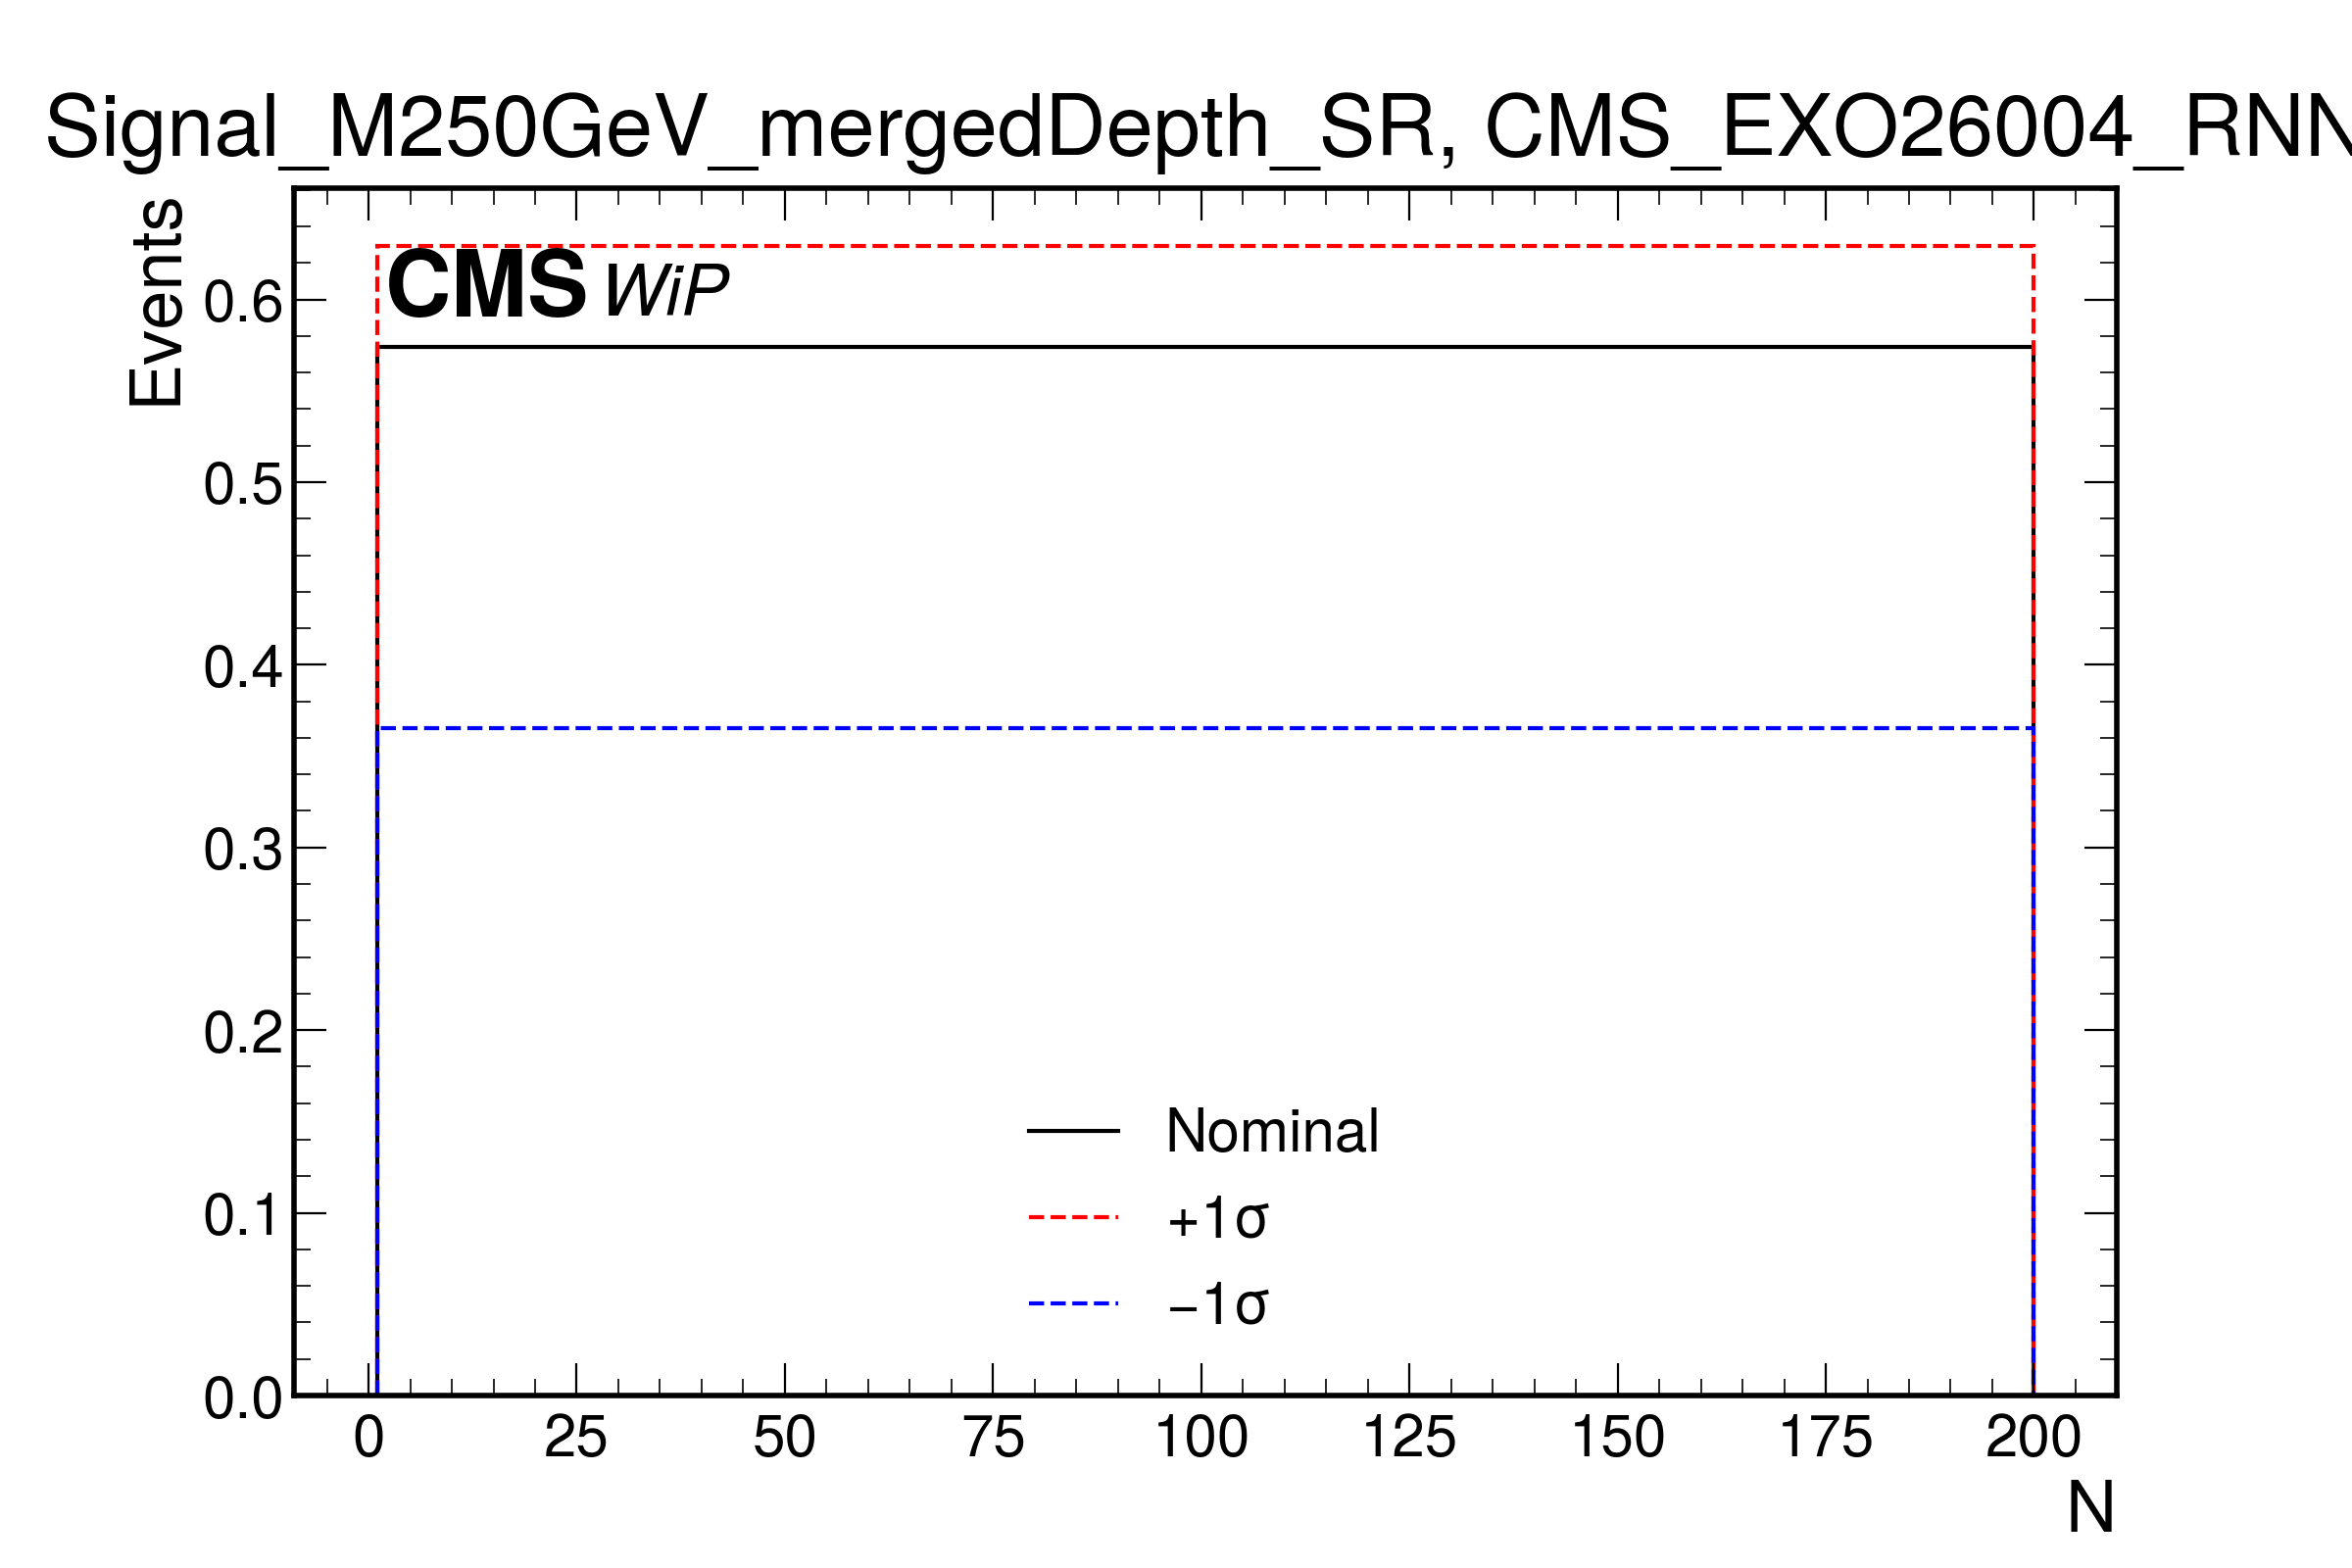 Signal_M250GeV_mergedDepth_SR, CMS_EXO26004_RNN
Events
CMS WiP
0.6
0.5
0.4
0.3
0.2
0.1
0.0
Nominal
+1σ
−1σ
0 25 50 75 100 125 150 175 200
N